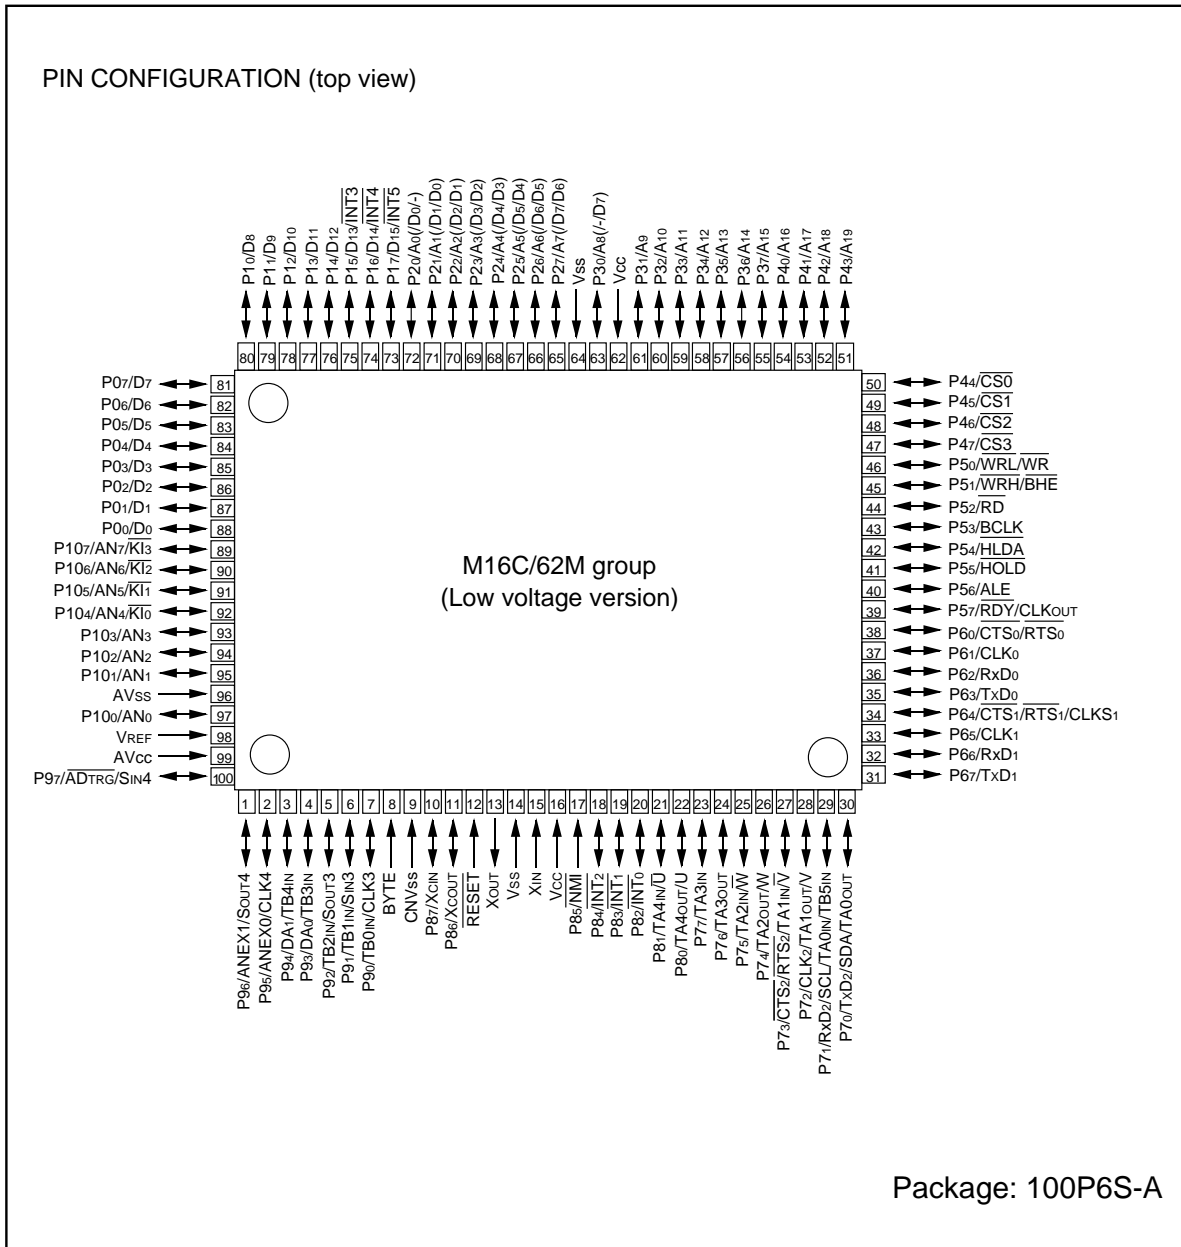 PIN CONFIGURATION (top view)
P10/D8
P11/D9
P12/D10
P13/D11
P14/D12
P15/D13/INT3
P16/D14/INT4
P17/D15/INT5
P20/A0(/D0/-)
P21/A1(/D1/D0)
P22/A2(/D2/D1)
P23/A3(/D3/D2)
P24/A4(/D4/D3)
P25/A5(/D5/D4)
P26/A6(/D6/D5)
P27/A7(/D7/D6)
Vss
P30/A8(/-/D7)
Vcc
P31/A9
P32/A10
P33/A11
P34/A12
P35/A13
P36/A14
P37/A15
P40/A16
P41/A17
P42/A18
P43/A19
80 79 78 77 76 75 74 73 72 71 70 69 68 67 66 65 64 63 62 61 60 59 58 57 56 55 54 53 52 51
P07/D7 81
P06/D6 82
P05/D5 83
P04/D4 84
P03/D3 85
P02/D2 86
P01/D1 87
P00/D0 88
P107/AN7/KI3 89
P106/AN6/KI2 90
P105/AN5/KI1 91
P104/AN4/KI0 92
P103/AN3 93
P102/AN2 94
P101/AN1 95
AVSS 96
P100/AN0 97
VREF 98
AVcc 99
P97/ADTRG/SIN4 100
M16C/62M group
(Low voltage version)
50 P44/CS0
49 P45/CS1
48 P46/CS2
47 P47/CS3
46 P50/WRL/WR
45 P51/WRH/BHE
44 P52/RD
43 P53/BCLK
42 P54/HLDA
41 P55/HOLD
40 P56/ALE
39 P57/RDY/CLKOUT
38 P60/CTS0/RTS0
37 P61/CLK0
36 P62/RxD0
35 P63/TxD0
34 P64/CTS1/RTS1/CLKS1
33 P65/CLK1
32 P66/RxD1
31 P67/TxD1
1 2 3 4 5 6 7 8 9 10 11 12 13 14 15 16 17 18 19 20 21 22 23 24 25 26 27 28 29 30
P96/ANEX1/SOUT4
P95/ANEX0/CLK4
P94/DA1/TB4IN
P93/DA0/TB3IN
P92/TB2IN/SOUT3
P91/TB1IN/SIN3
P90/TB0IN/CLK3
BYTE
CNVss
P87/XCIN
P86/XCOUT
RESET
XOUT
VSS
XIN
VCC
P85/NMI
P84/INT2
P83/INT1
P82/INT0
P81/TA4IN/U
P80/TA4OUT/U
P77/TA3IN
P76/TA3OUT
P75/TA2IN/W
P74/TA2OUT/W
P73/CTS2/RTS2/TA1IN/V
P72/CLK2/TA1OUT/V
P71/RxD2/SCL/TA0IN/TB5IN
P70/TxD2/SDA/TA0OUT
Package: 100P6S-A